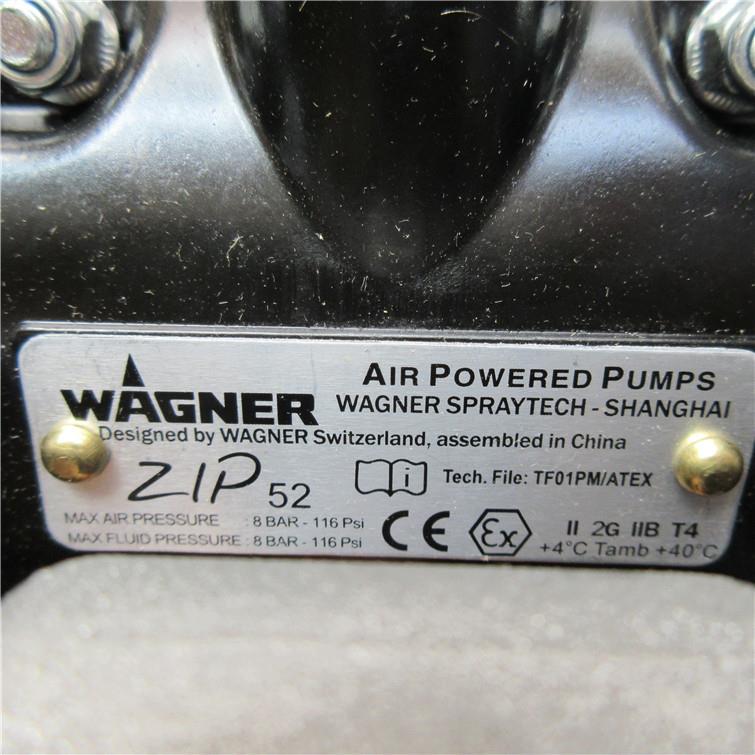 WAGNER
AIR POWERED PUMPS
WAGNER SPRAYTECH - SHANGHAI
Designed by WAGNER Switzerland, assembled in China
ZIP 52
i Tech. File: TF01PM/ATEX
MAX AIR PRESSURE : 8 BAR - 116 Psi
MAX FLUID PRESSURE : 8 BAR - 116 Psi
CE Ex II 2G IIB T4
+4°C Tamb +40°C